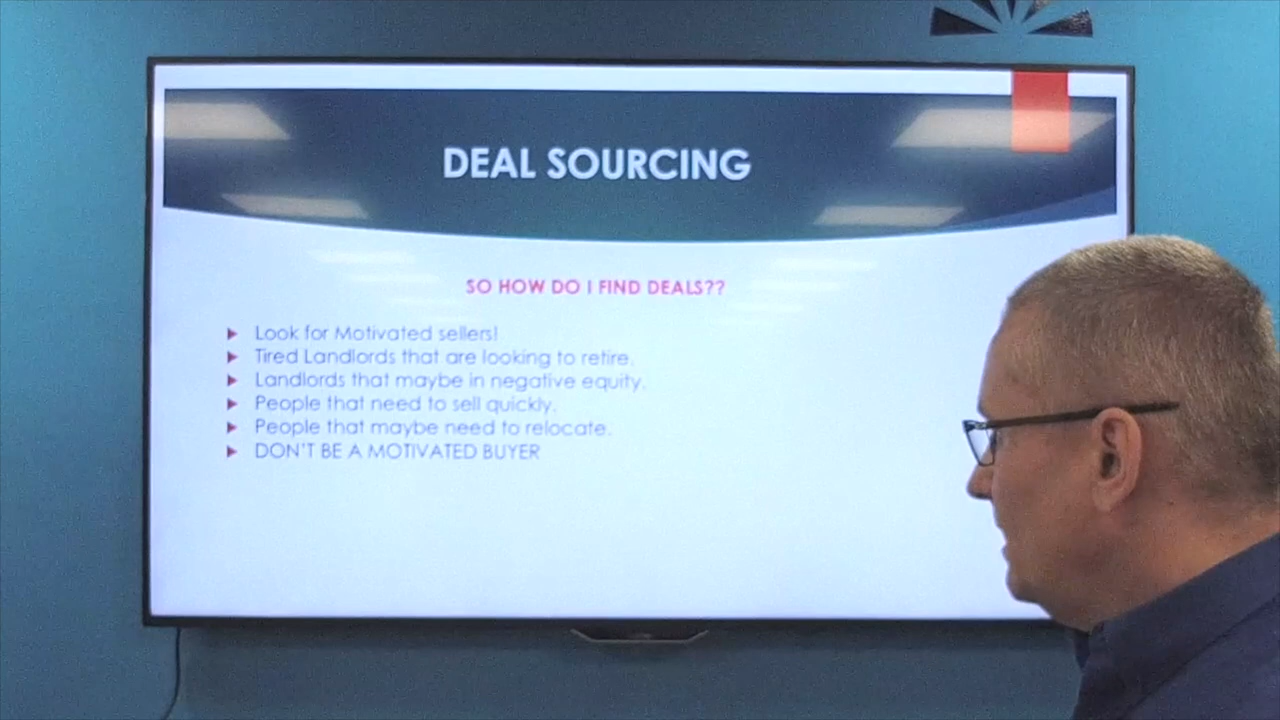 DEAL SOURCING
SO HOW DO I FIND DEALS??
Look for Motivated sellers!
Tired Landlords that are looking to retire.
Landlords that maybe in negative equity.
People that need to sell quickly.
People that maybe need to relocate.
DON'T BE A MOTIVATED BUYER